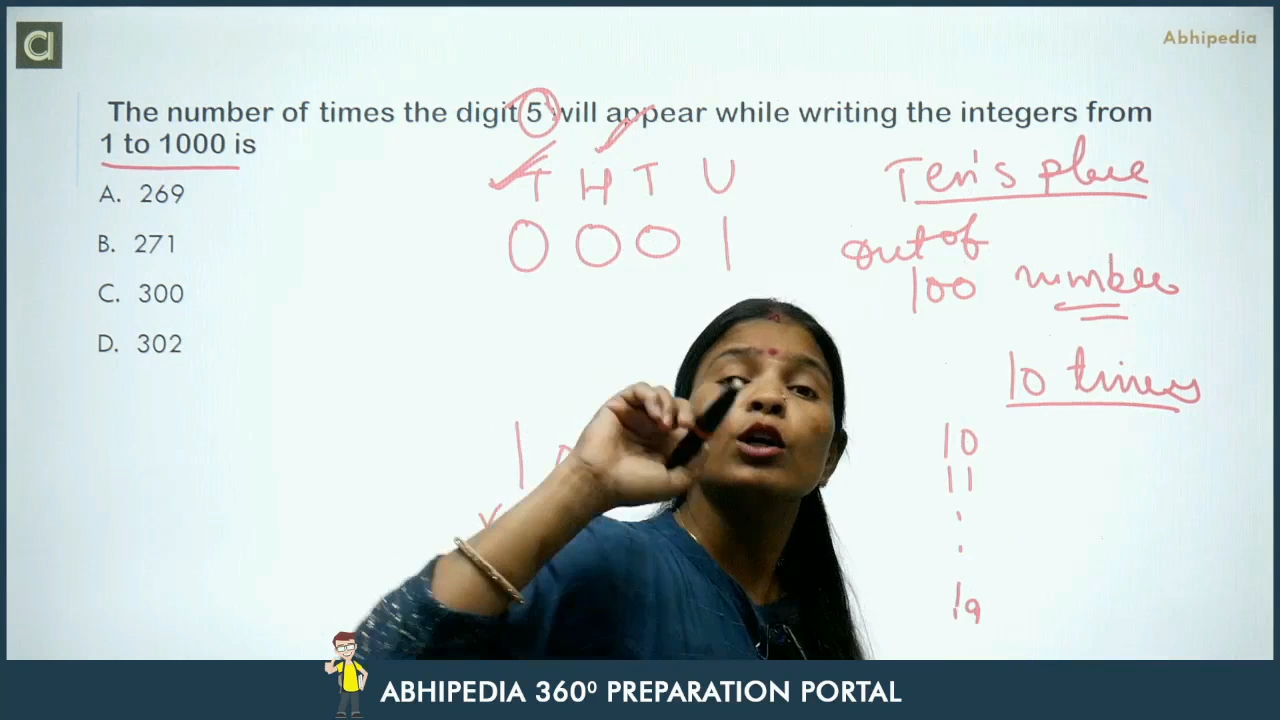 Abhipedia
The number of times the digit 5 will appear while writing the integers from
1 to 1000 is
A. 269
B. 271
C. 300
D. 302
T H T U
0 0 0 1
Ten's place
out of
100 number
10 times
10
10
11
.
.
19
ABHIPEDIA 360⁰ PREPARATION PORTAL